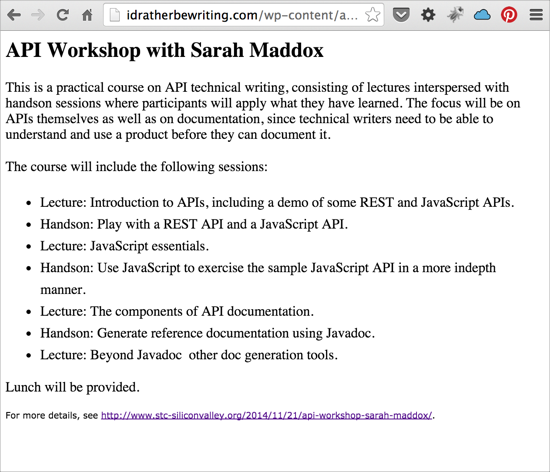 idratherbewriting.com/wp-content/a...
API Workshop with Sarah Maddox
This is a practical course on API technical writing, consisting of lectures interspersed with
handson sessions where participants will apply what they have learned. The focus will be on
APIs themselves as well as on documentation, since technical writers need to be able to
understand and use a product before they can document it.
The course will include the following sessions:
• Lecture: Introduction to APIs, including a demo of some REST and JavaScript APIs.
• Handson: Play with a REST API and a JavaScript API.
• Lecture: JavaScript essentials.
• Handson: Use JavaScript to exercise the sample JavaScript API in a more indepth
manner.
• Lecture: The components of API documentation.
• Handson: Generate reference documentation using Javadoc.
• Lecture: Beyond Javadoc  other doc generation tools.
Lunch will be provided.
For more details, see http://www.stc-siliconvalley.org/2014/11/21/api-workshop-sarah-maddox/.